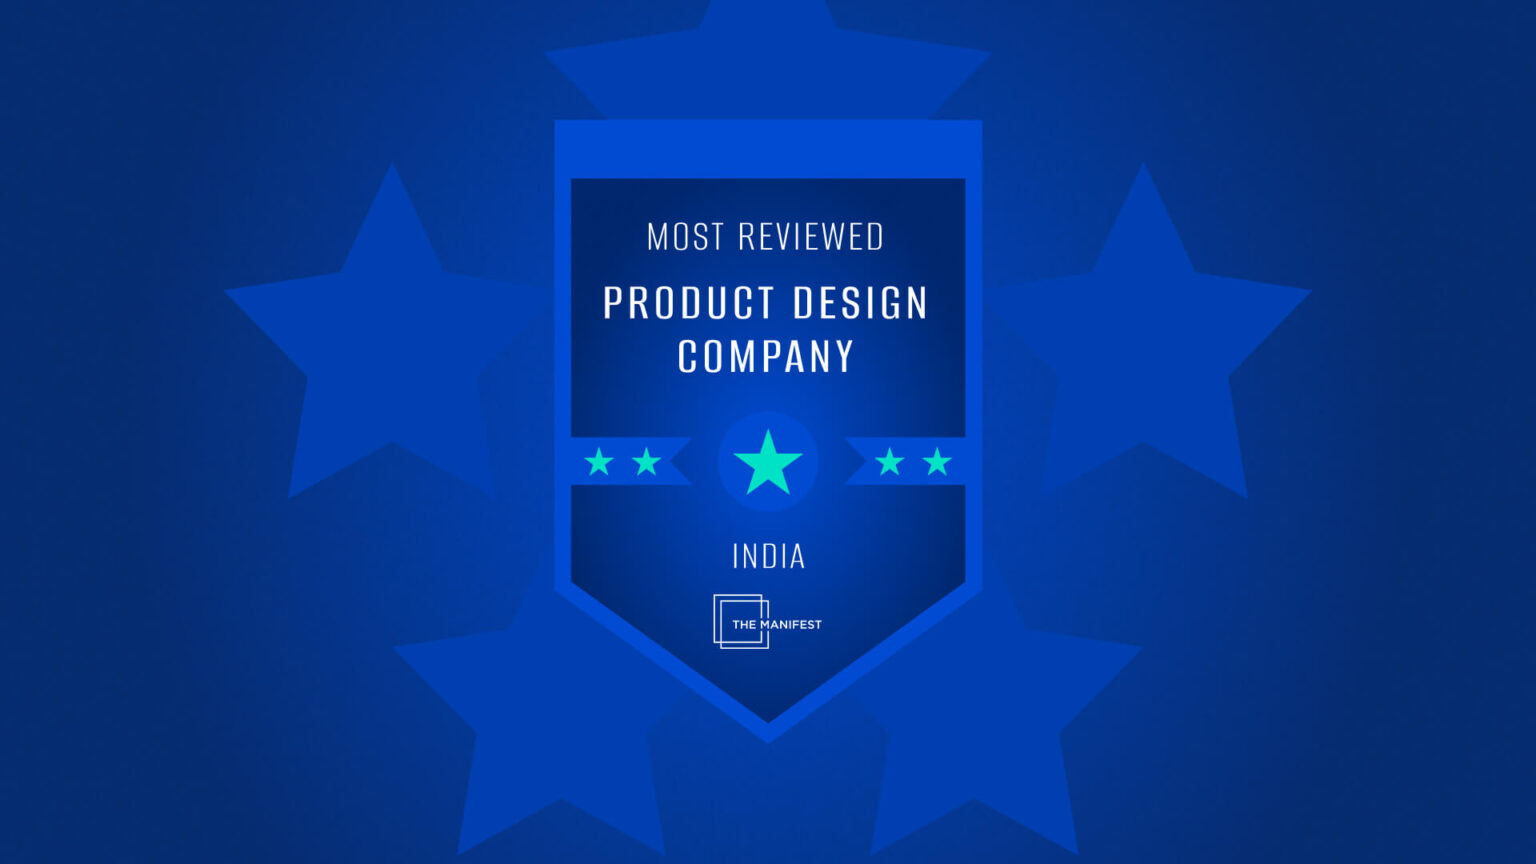 MOST REVIEWED
PRODUCT DESIGN
COMPANY
INDIA
THE MANIFEST